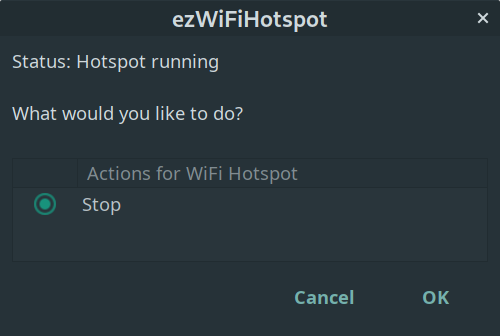 ezWiFiHotspot
Status: Hotspot running
What would you like to do?
Actions for WiFi Hotspot
Stop
Cancel OK